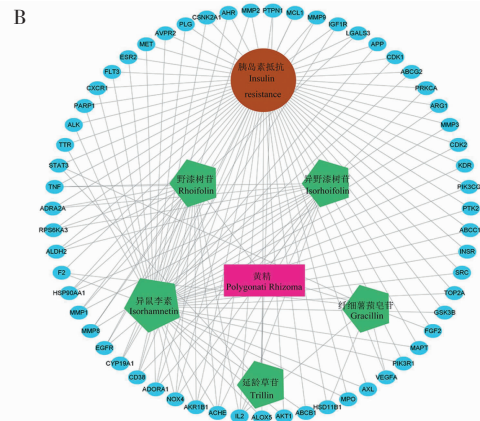 B
AHR
MMP2
PTPN1
MCL1
CSNK2A1
MMP9
PLG
IGF1R
AVPR2
LGALS3
MET
APP
ESR2
CDK1
FLT3
ABCG2
CXCR1
PRKCA
PARP1
ARG1
ALK
MMP3
TTR
CDK2
STAT3
KDR
TNF
PIK3CG
ADRA2A
PTK2
RPS6KA3
ABCC1
ALDH2
INSR
F2
SRC
HSP90AA1
TOP2A
MMP1
GSK3B
MMP8
FGF2
EGFR
MAPT
CYP19A1
PIK3R1
CD38
VEGFA
ADORA1
AXL
NOX4
MPO
AKR1B1
HSD11B1
ACHE
ABCB1
IL2
ALOX5
AKT1
胰岛素抵抗
Insulin
resistance
野漆树苷
Rhoifolin
异野漆树苷
Isorhoifolin
黄精
Polygonati Rhizoma
异鼠李素
Isorhamnetin
纤细薯蓣皂苷
Gracillin
延龄草苷
Trillin